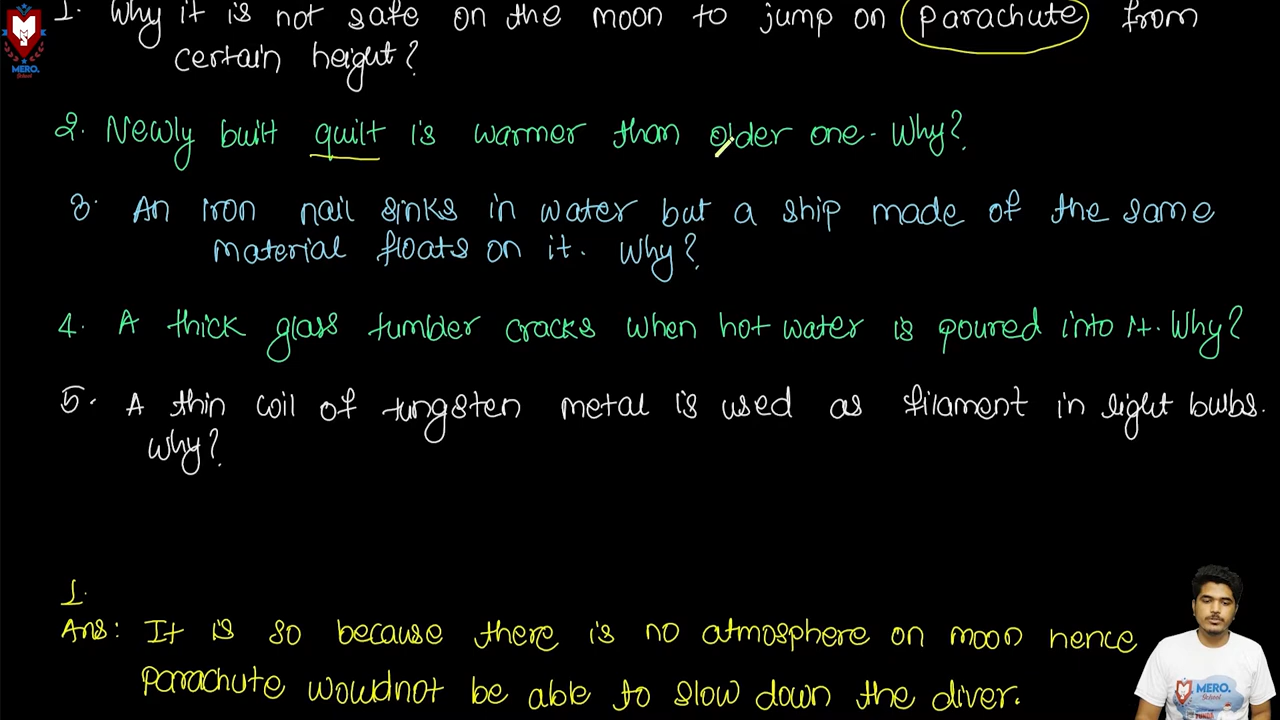 1. Why it is not safe on the moon to jump on parachute from
certain height?
2. Newly built quilt is warmer than older one. Why?
3. An iron nail sinks in water but a ship made of the same
material floats on it. Why?
4. A thick glass tumbler cracks when hot water is poured into it. Why?
5. A thin coil of tungsten metal is used as filament in light bulbs.
Why?
1.
Ans: It is so because there is no atmosphere on moon hence
parachute wouldnot be able to slow down the diver.
MERO.
School
MERO.
School